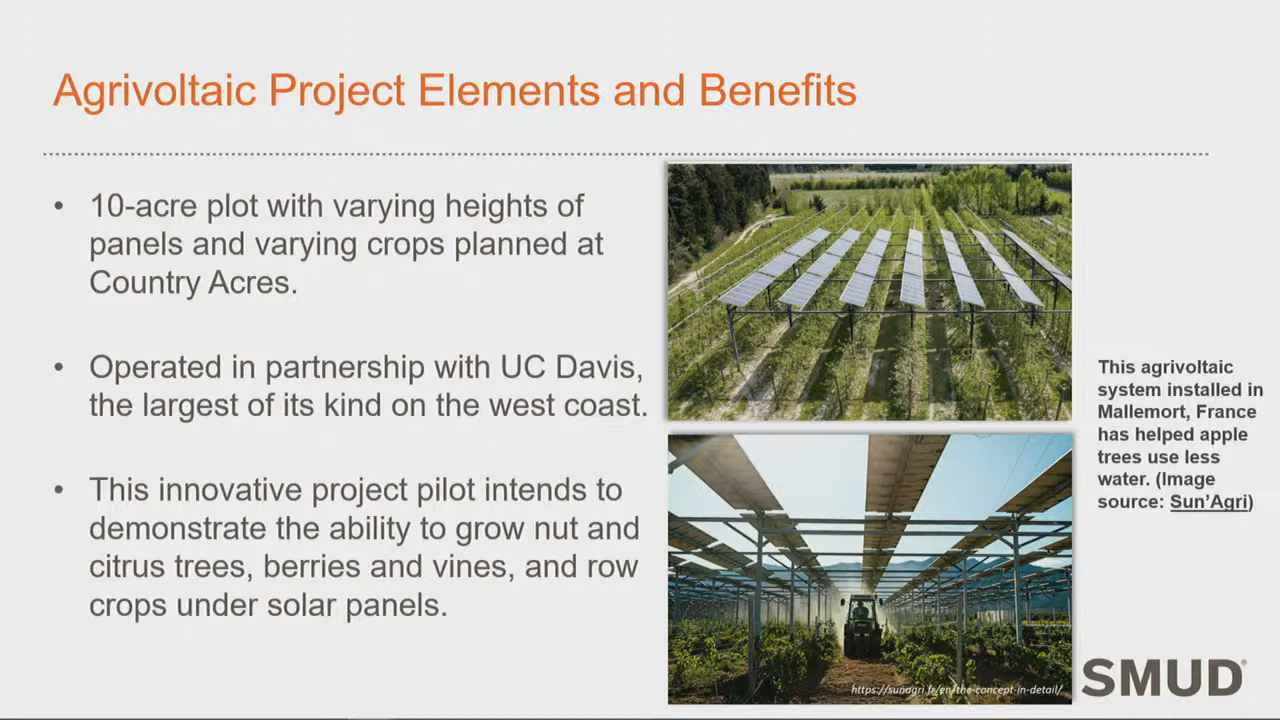 Agrivoltaic Project Elements and Benefits
• 10-acre plot with varying heights of
panels and varying crops planned at
Country Acres.
• Operated in partnership with UC Davis,
the largest of its kind on the west coast.
• This innovative project pilot intends to
demonstrate the ability to grow nut and
citrus trees, berries and vines, and row
crops under solar panels.
This agrivoltaic
system installed in
Mallemort, France
has helped apple
trees use less
water. (Image
source: Sun'Agri)
https://sunagri.fr/en/the-concept-in-detail/
SMUD®